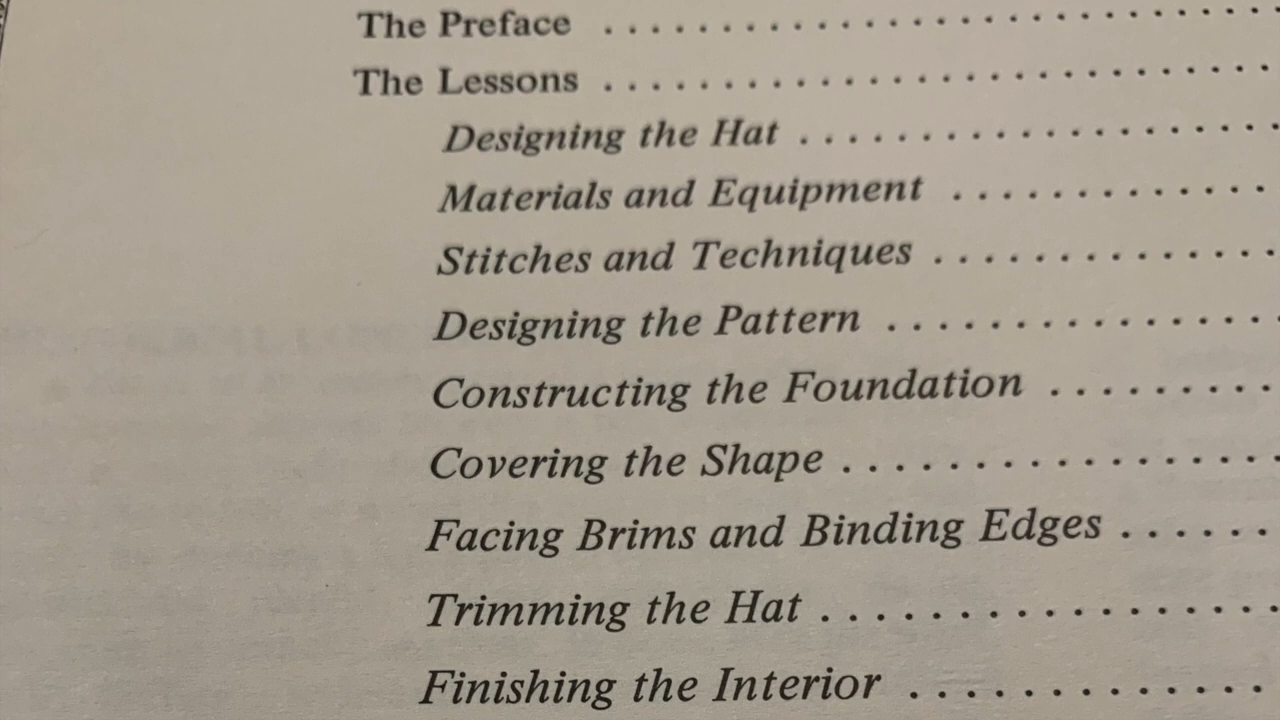 The Preface . . . . . . . . . . . . . . . . . . . . . . . . . . . . .
The Lessons . . . . . . . . . . . . . . . . . . . . . . . . . . . .
Designing the Hat . . . . . . . . . . . . . . . . . . . .
Materials and Equipment . . . . . . . . . . . . .
Stitches and Techniques . . . . . . . . . . . . . .
Designing the Pattern . . . . . . . . . . . . . . . .
Constructing the Foundation . . . . . . . . .
Covering the Shape . . . . . . . . . . . . . . . . .
Facing Brims and Binding Edges . . . . . .
Trimming the Hat . . . . . . . . . . . . . . . . .
Finishing the Interior . . . . . . . . . . . . .